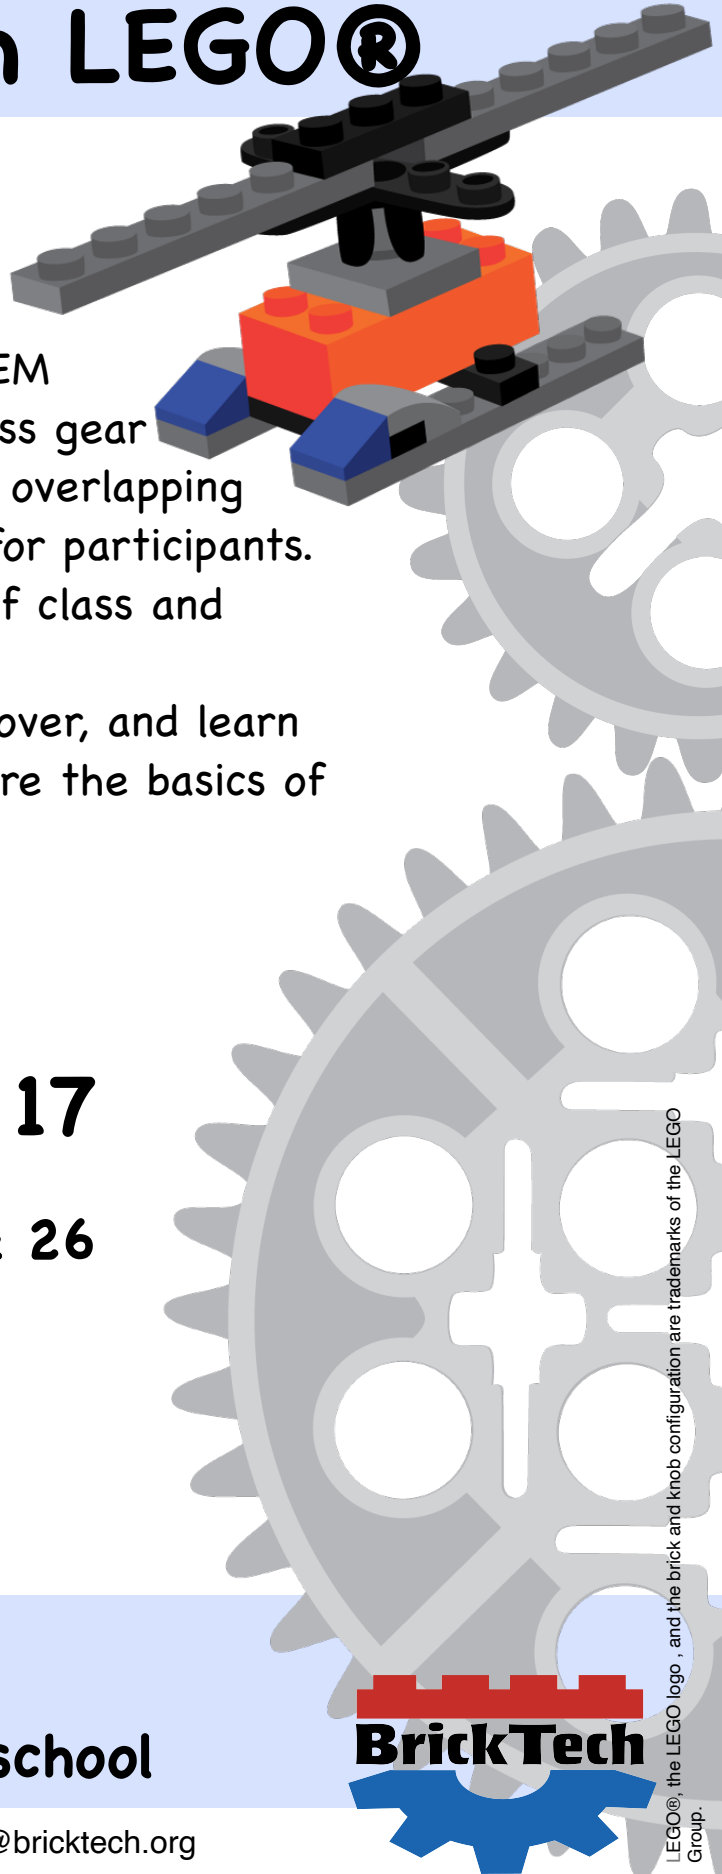 n LEGO®
EM
ss gear
overlapping
for participants.
f class and
over, and learn
re the basics of
17
26
school
@bricktech.org
BrickTech
LEGO®, the LEGO logo , and the brick and knob configuration are trademarks of the LEGO
Group.